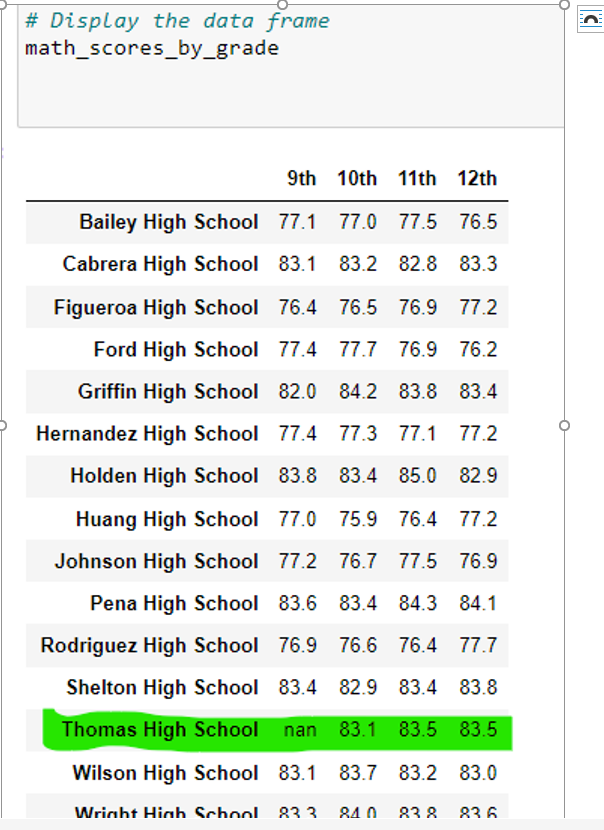 # Display the data frame
math_scores_by_grade
9th 10th 11th 12th
Bailey High School 77.1 77.0 77.5 76.5
Cabrera High School 83.1 83.2 82.8 83.3
Figueroa High School 76.4 76.5 76.9 77.2
Ford High School 77.4 77.7 76.9 76.2
Griffin High School 82.0 84.2 83.8 83.4
Hernandez High School 77.4 77.3 77.1 77.2
Holden High School 83.8 83.4 85.0 82.9
Huang High School 77.0 75.9 76.4 77.2
Johnson High School 77.2 76.7 77.5 76.9
Pena High School 83.6 83.4 84.3 84.1
Rodriguez High School 76.9 76.6 76.4 77.7
Shelton High School 83.4 82.9 83.4 83.8
Thomas High School nan 83.1 83.5 83.5
Wilson High School 83.1 83.7 83.2 83.0
Wright High School 83.3 84.0 83.8 83.6